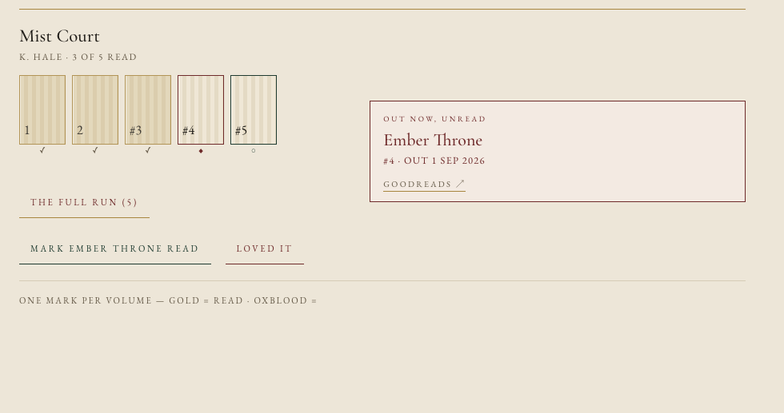 Mist Court
K. HALE · 3 OF 5 READ
1 2 #3 #4 #5
✓ ✓ ✓ ◆ ○
THE FULL RUN (5)
MARK EMBER THRONE READ LOVED IT
OUT NOW, UNREAD
Ember Throne
#4 · OUT 1 SEP 2026
GOODREADS ↗
ONE MARK PER VOLUME — GOLD = READ · OXBLOOD =